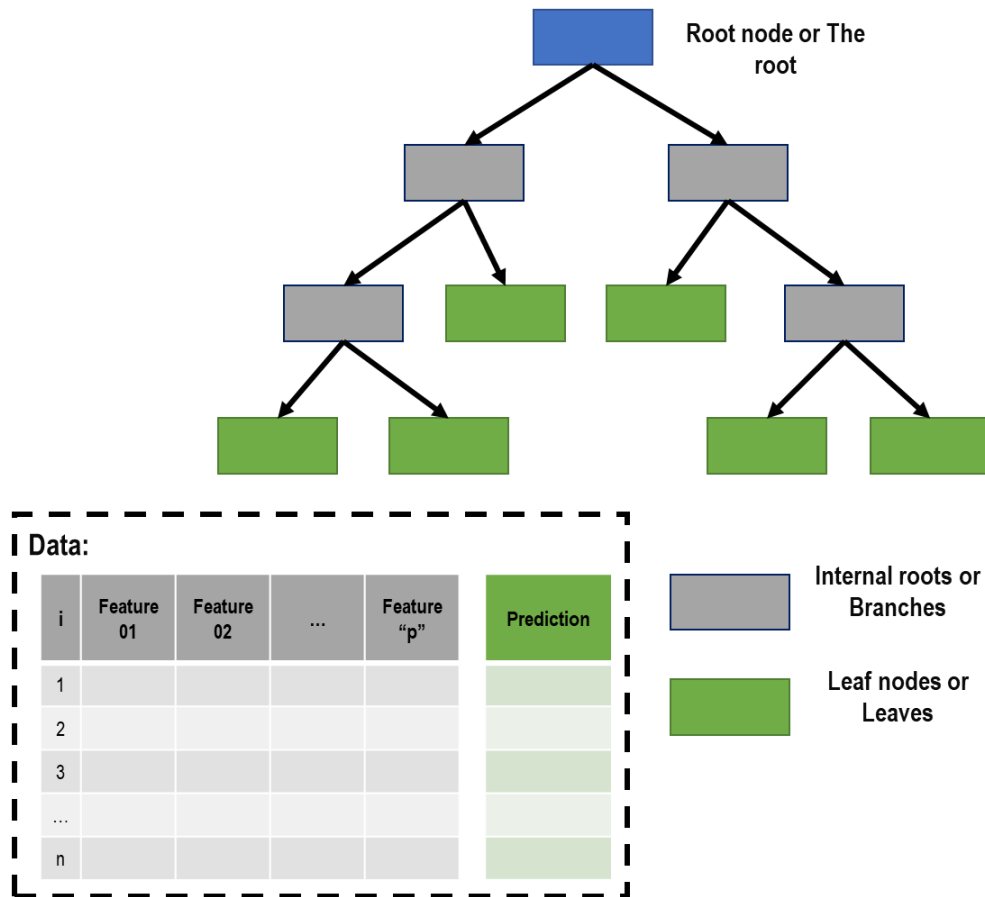 Root node or The
root
Data:
i
Feature
01
Feature
02
...
Feature
“p”
Prediction
1
2
3
...
n
Internal roots or
Branches
Leaf nodes or
Leaves